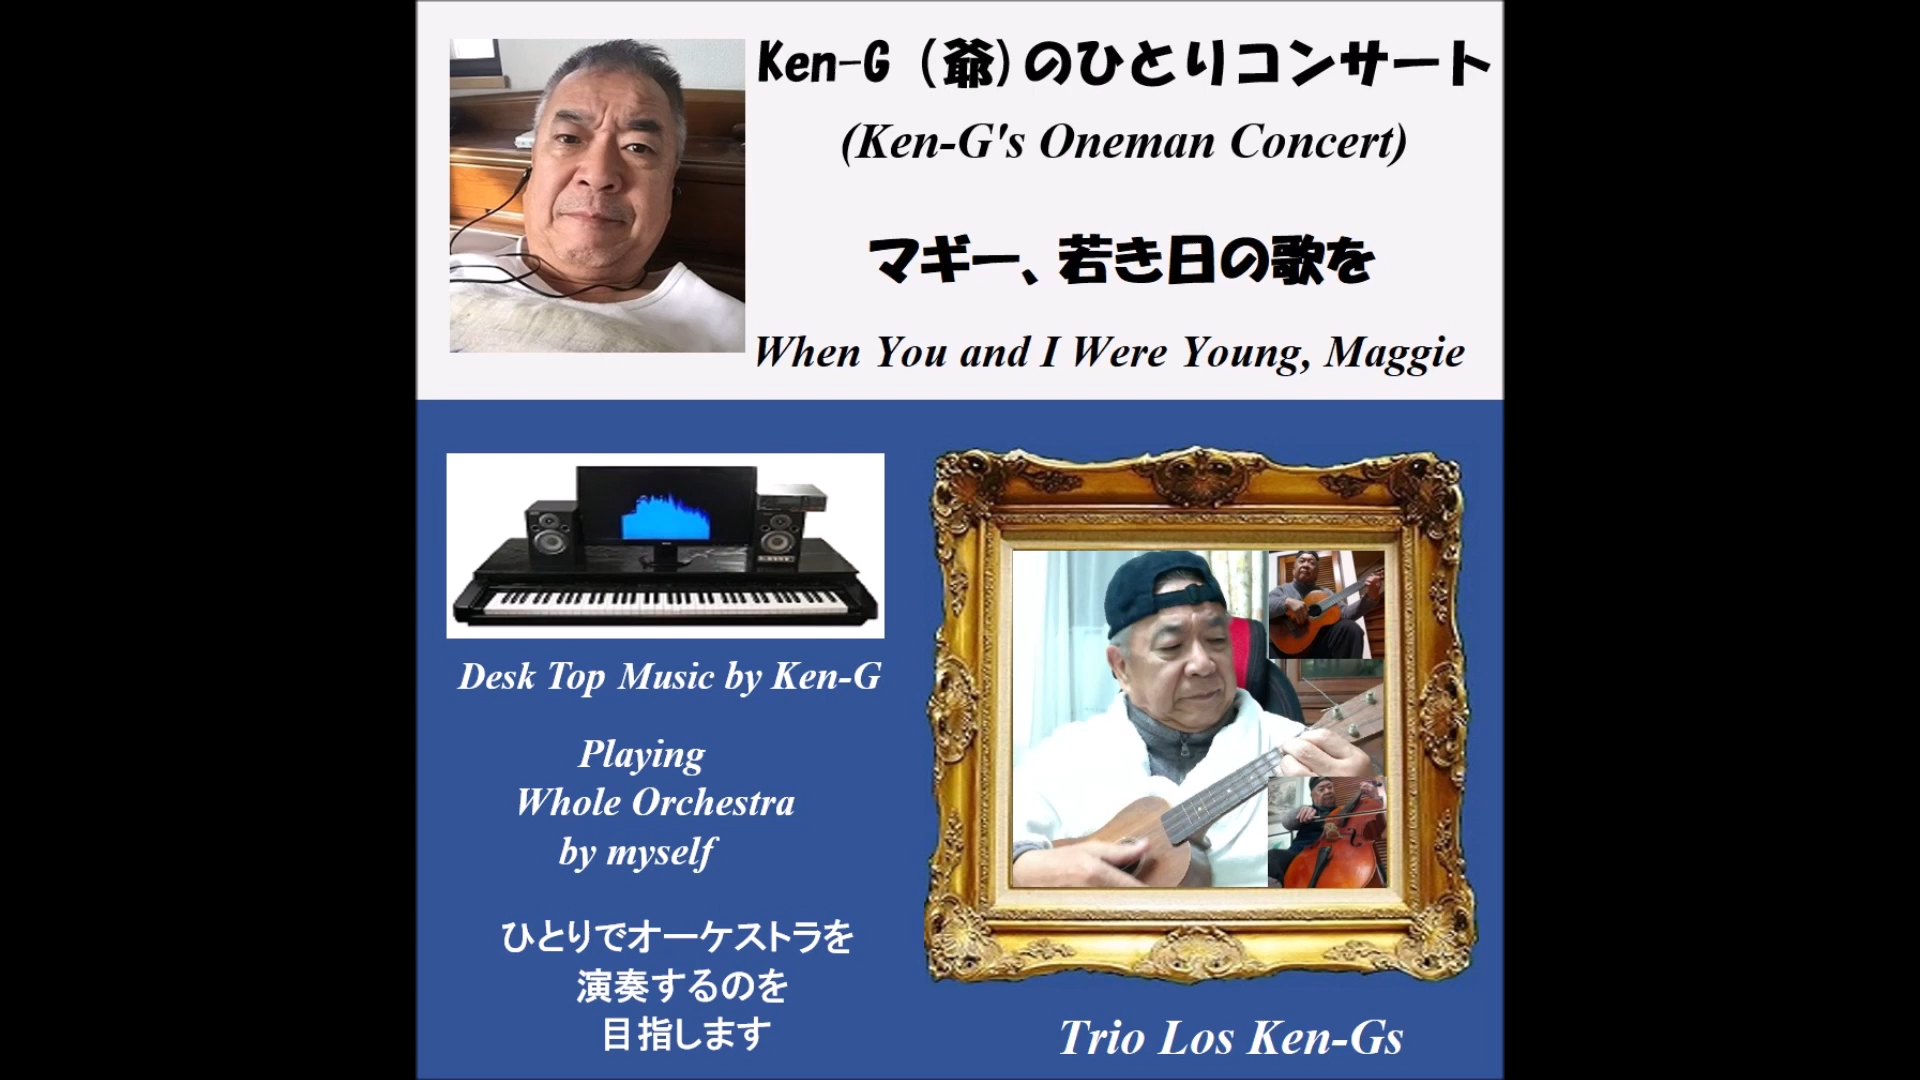 Ken-G (爺)のひとりコンサート
(Ken-G's Oneman Concert)
マギー、若き日の歌を
When You and I Were Young, Maggie
Desk Top Music by Ken-G
Playing
Whole Orchestra
by myself
ひとりでオーケストラを
演奏するのを
目指します
Trio Los Ken-Gs